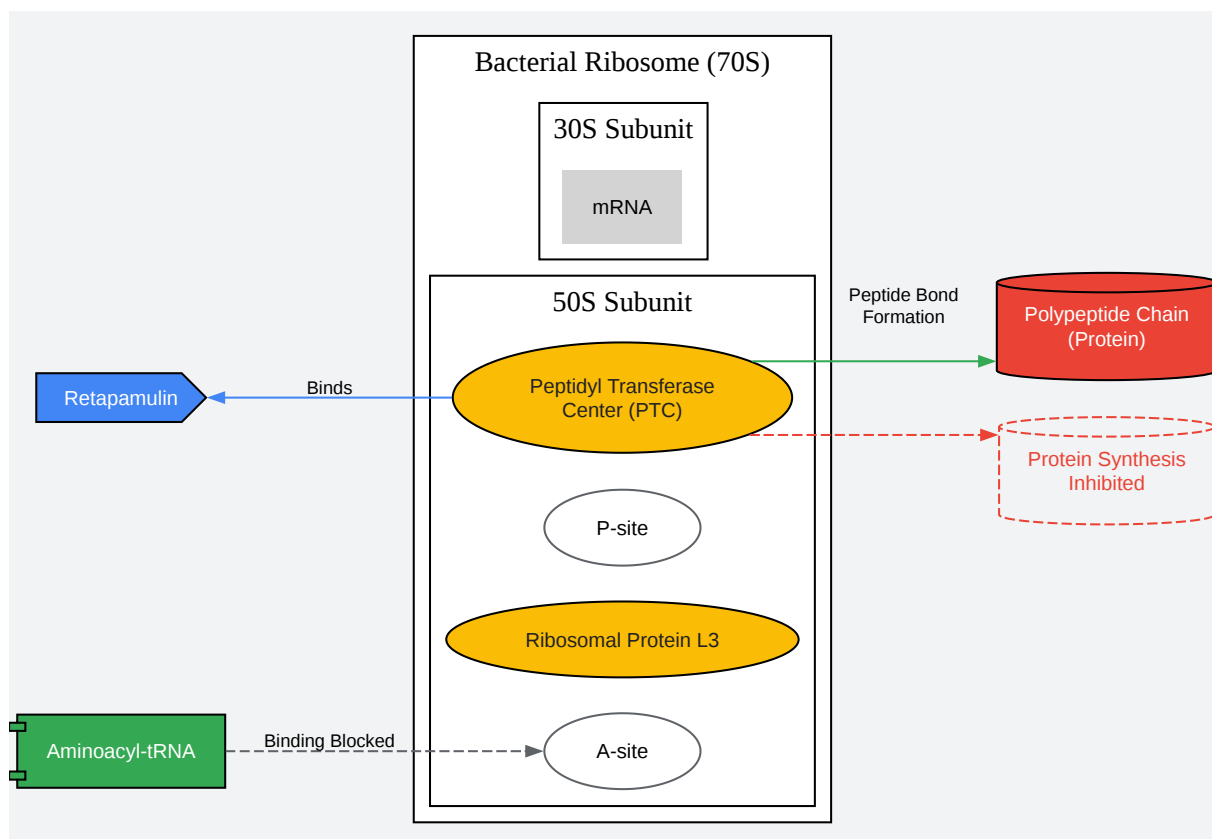 Bacterial Ribosome (70S)
30S Subunit
mRNA
50S Subunit
Peptide Bond
Formation
Polypeptide Chain
(Protein)
Retapamulin
Binds
Peptidyl Transferase
Center (PTC)
Protein Synthesis
Inhibited
P-site
Ribosomal Protein L3
Aminoacyl-tRNA
Binding Blocked
A-site